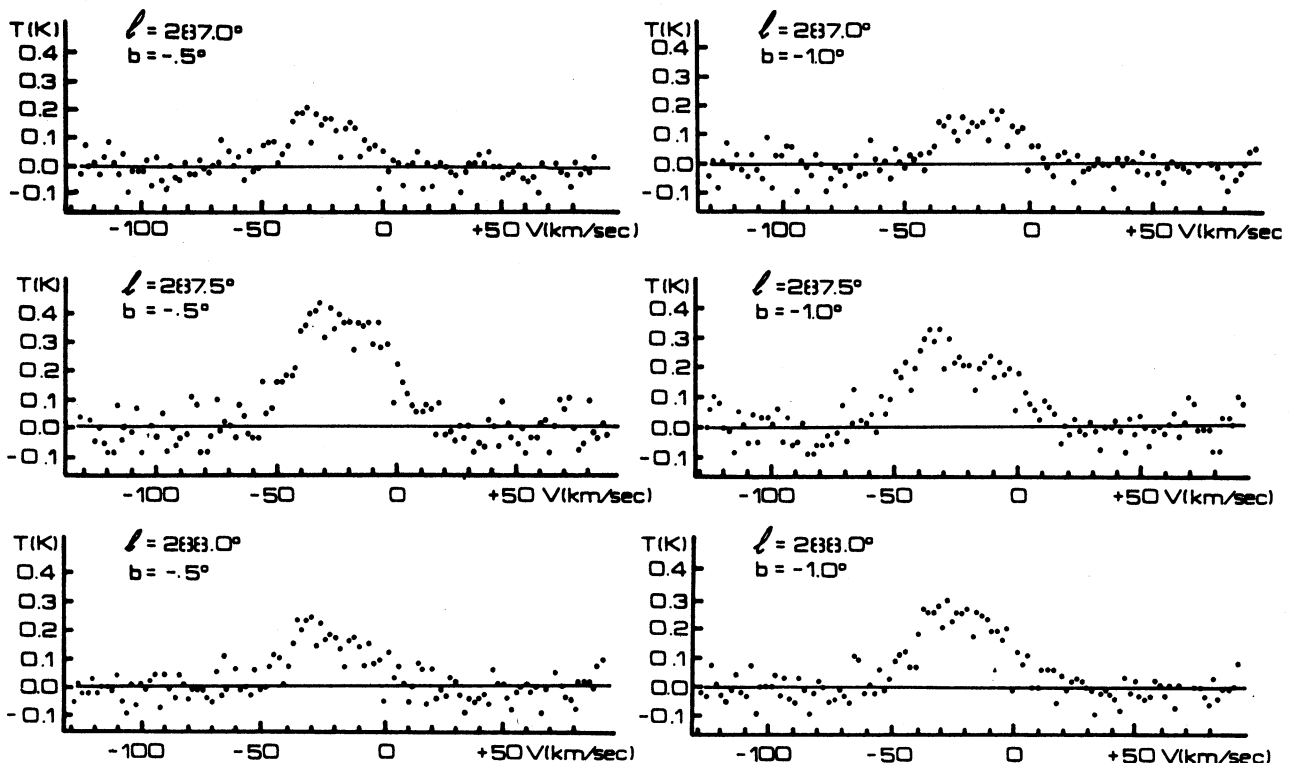 T(K)
ℓ = 287.0°
b = -.5°
0.4
0.3
0.2
0.1
0.0
-0.1
-100 -50 0 +50 V(km/sec)
T(K)
ℓ = 287.0°
b = -1.0°
0.4
0.3
0.2
0.1
0.0
-0.1
-100 -50 0 +50 V(km/sec
T(K)
ℓ = 287.5°
b = -.5°
0.4
0.3
0.2
0.1
0.0
-0.1
-100 -50 0 +50 V(km/sec)
T(K)
ℓ = 287.5°
b = -1.0°
0.4
0.3
0.2
0.1
0.0
-0.1
-100 -50 0 +50 V(km/sec)
T(K)
ℓ = 288.0°
b = -.5°
0.4
0.3
0.2
0.1
0.0
-0.1
-100 -50 0 +50 V(km/sec)
T(K)
ℓ = 288.0°
b = -1.0°
0.4
0.3
0.2
0.1
0.0
-0.1
-100 -50 0 +50 V(km/sec)